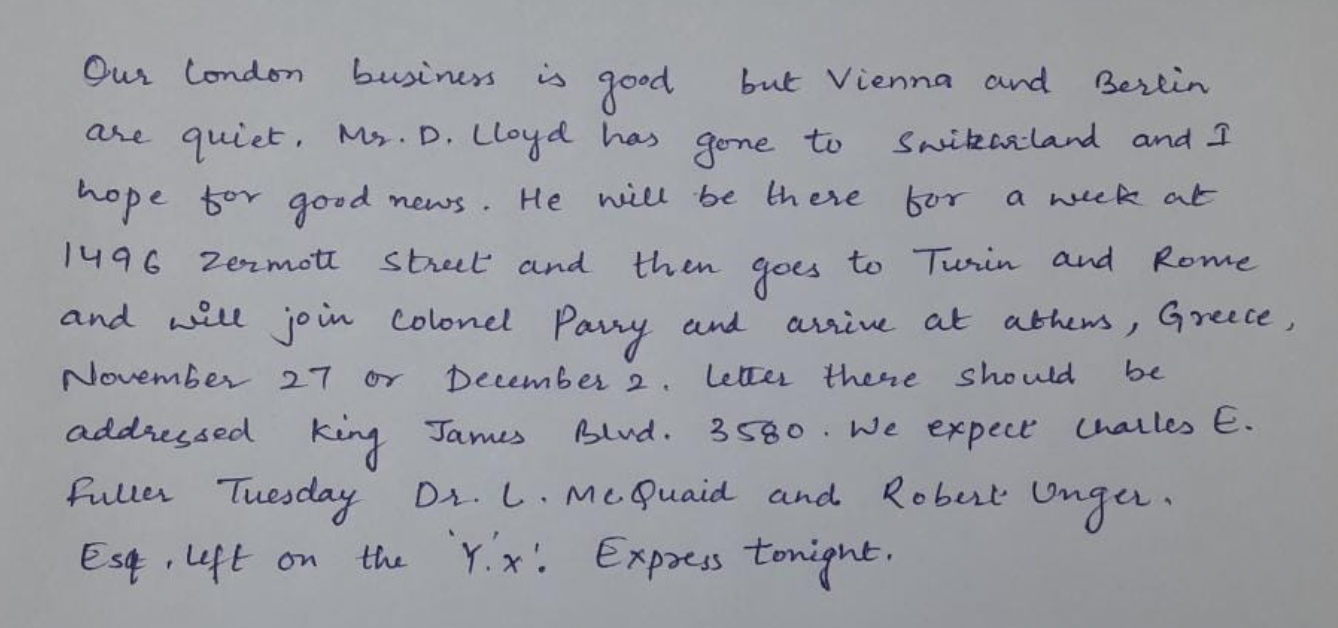 Our London business is good but Vienna and Berlin
are quiet. Mr. D. Lloyd has gone to Switzerland and I
hope for good news. He will be there for a week at
1496 Zermott Street and then goes to Turin and Rome
and will join Colonel Parry and arrive at athens, Greece,
November 27 or December 2. Letter there should be
addressed King James Blvd. 3580. We expect Charles E.
Fuller Tuesday Dr. L. McQuaid and Robert Unger.
Esq, left on the 'Y.'X'. Express tonight.